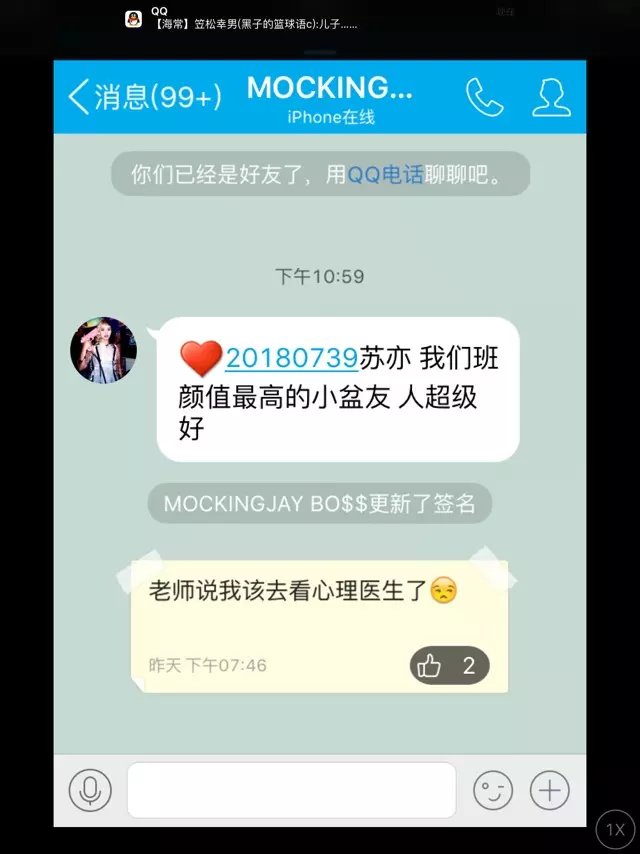 QQ
现在
【海常】笠松幸男(黑子的篮球语c):儿子……
消息(99+)
MOCKING...
iPhone在线
你们已经是好友了，用QQ电话聊聊吧。
下午10:59
❤20180739苏亦 我们班
颜值最高的小盆友 人超级
好
MOCKINGJAY BO$$更新了签名
老师说我该去看心理医生了😒
昨天 下午07:46
2
1X